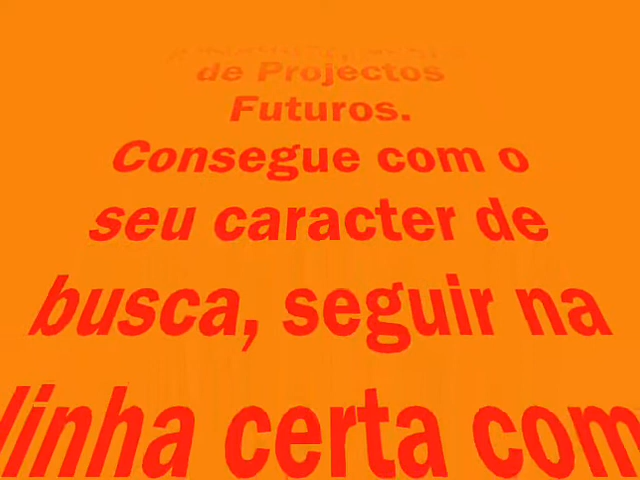 de Projectos
Futuros.
Consegue com o
seu caracter de
busca, seguir na
linha certa com